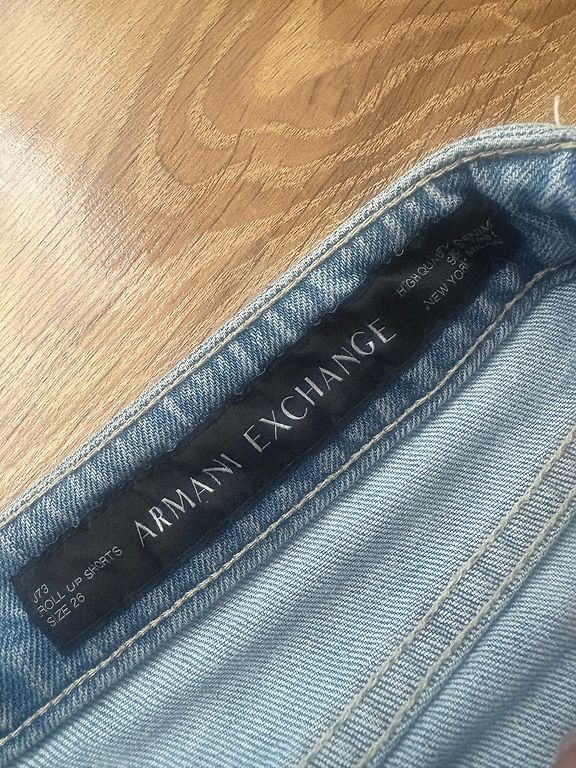 J73
ROLL UP SHORTS
SIZE 26
ARMANI EXCHANGE
HIGH QUALITY DENIM
NEW YORK